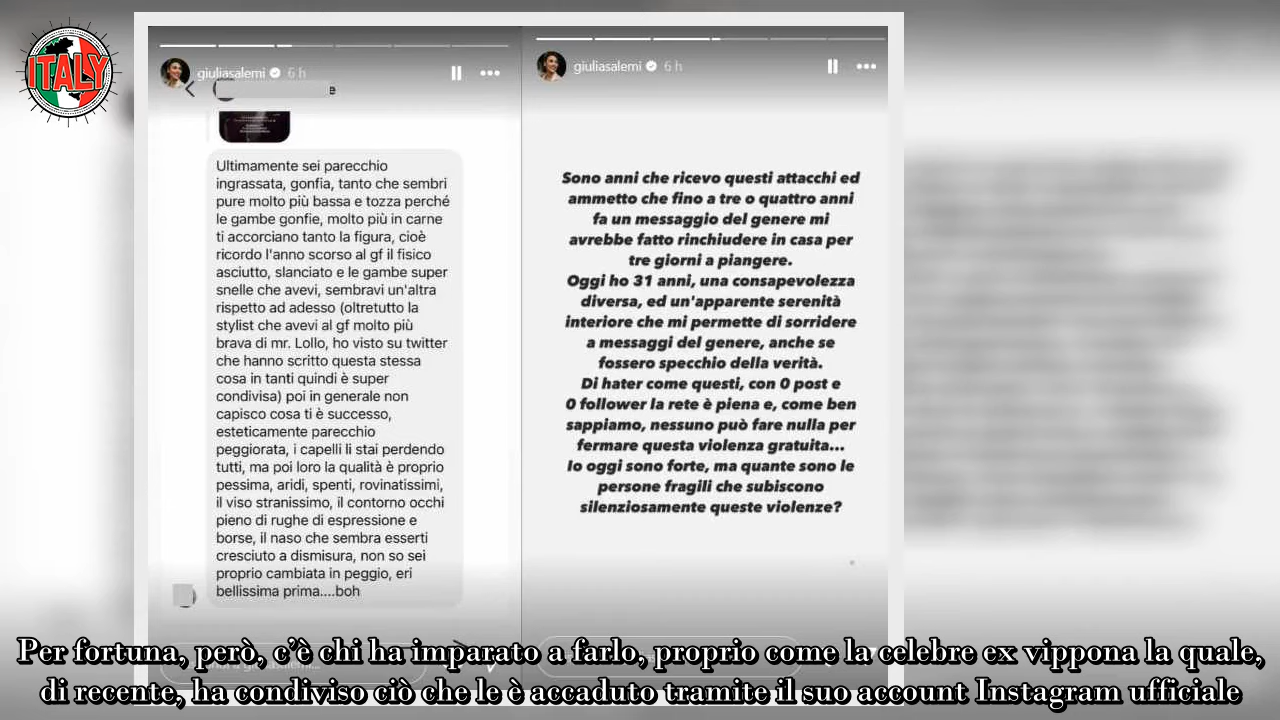 ITALY
giuliasalemi 6 h
e
Ultimamente sei parecchio
ingrassata, gonfia, tanto che sembri
pure molto più bassa e tozza perché
le gambe gonfie, molto più in carne
ti accorciano tanto la figura, cioè
ricordo l'anno scorso al gf il fisico
asciutto, slanciato e le gambe super
snelle che avevi, sembravi un'altra
rispetto ad adesso (oltretutto la
stylist che avevi al gf molto più
brava di mr. Lollo, ho visto su twitter
che hanno scritto questa stessa
cosa in tanti quindi è super
condivisa) poi in generale non
capisco cosa ti è successo,
esteticamente parecchio
peggiorata, i capelli li stai perdendo
tutti, ma poi loro la qualità è proprio
pessima, aridi, spenti, rovinatissimi,
il viso stranissimo, il contorno occhi
pieno di rughe di espressione e
borse, il naso che sembra esserti
cresciuto a dismisura, non so sei
proprio cambiata in peggio, eri
bellissima prima....boh
giuliasalemi 6 h
Sono anni che ricevo questi attacchi ed
ammetto che fino a tre o quattro anni
fa un messaggio del genere mi
avrebbe fatto rinchiudere in casa per
tre giorni a piangere.
Oggi ho 31 anni, una consapevolezza
diversa, ed un'apparente serenità
interiore che mi permette di sorridere
a messaggi del genere, anche se
fossero specchio della verità.
Di hater come questi, con 0 post e
0 follower la rete è piena e, come ben
sappiamo, nessuno può fare nulla per
fermare questa violenza gratuita...
Io oggi sono forte, ma quante sono le
persone fragili che subiscono
silenziosamente queste violenze?
Per fortuna, però, c'è chi ha imparato a farlo, proprio come la celebre ex vippona la quale,
di recente, ha condiviso ciò che le è accaduto tramite il suo account Instagram ufficiale